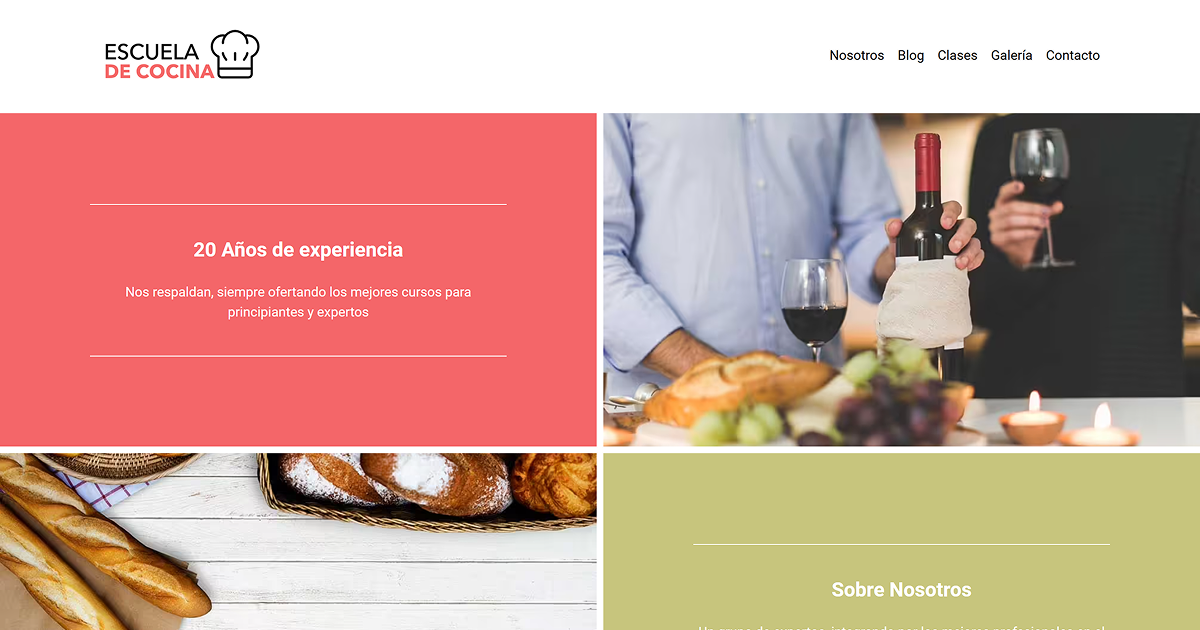 ESCUELA
DE COCINA
Nosotros Blog Clases Galería Contacto
20 Años de experiencia
Nos respaldan, siempre ofertando los mejores cursos para
principiantes y expertos
Sobre Nosotros